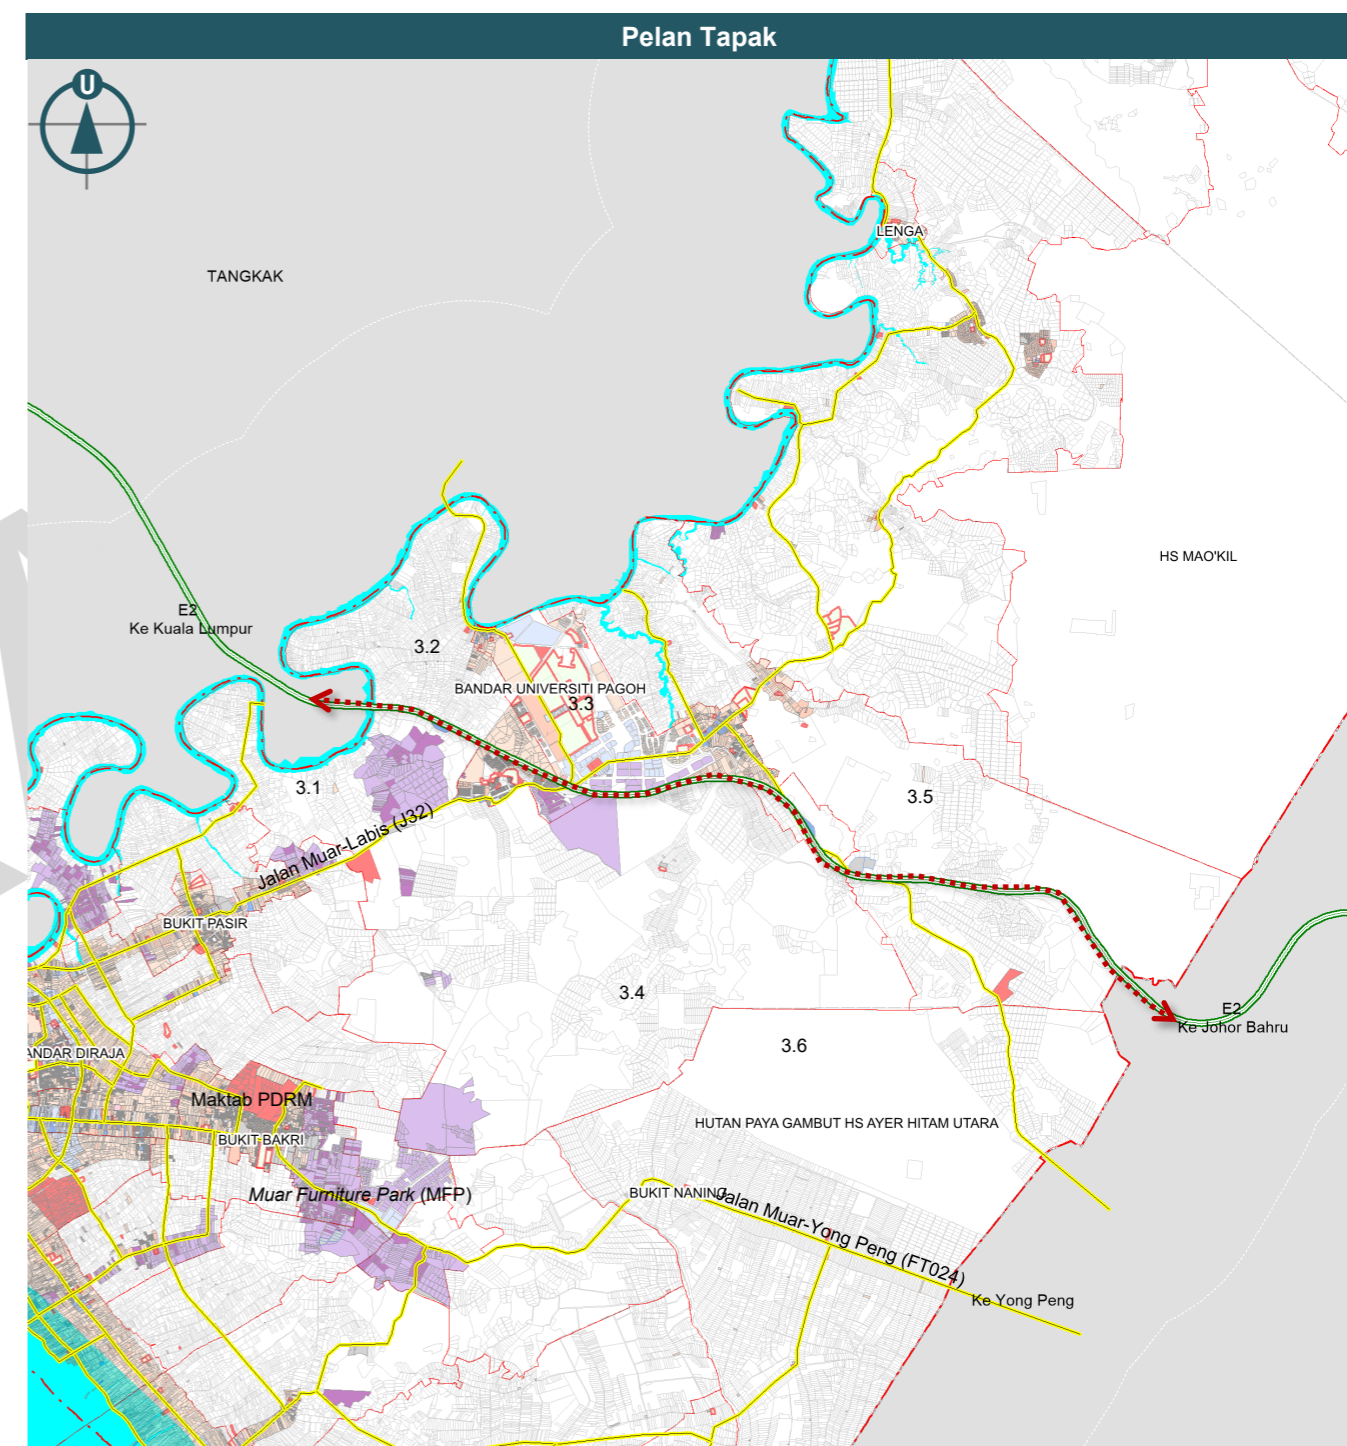 Pelan Tapak
U
LENGA
TANGKAK
HS MAO'KIL
E2
Ke Kuala Lumpur
3.2
BANDAR UNIVERSITI PAGOH
3.3
3.1
3.5
Jalan Muar-Labis (J32)
BUKIT PASIR
3.4
E2
Ke Johor Bahru
3.6
ANDAR DIRAJA
Maktab PDRM
HUTAN PAYA GAMBUT HS AYER HITAM UTARA
BUKIT BAKRI
Muar Furniture Park (MFP)
BUKIT NANING
Jalan Muar-Yong Peng (FT024)
Ke Yong Peng